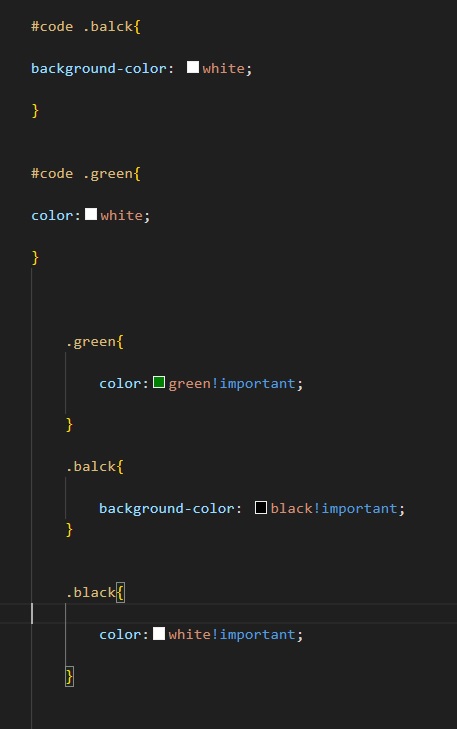 #code .balck{
background-color: white;
}
#code .green{
color:white;
}
.green{
color:green!important;
}
.balck{
background-color: black!important;
}
.black{
color:white!important;
}